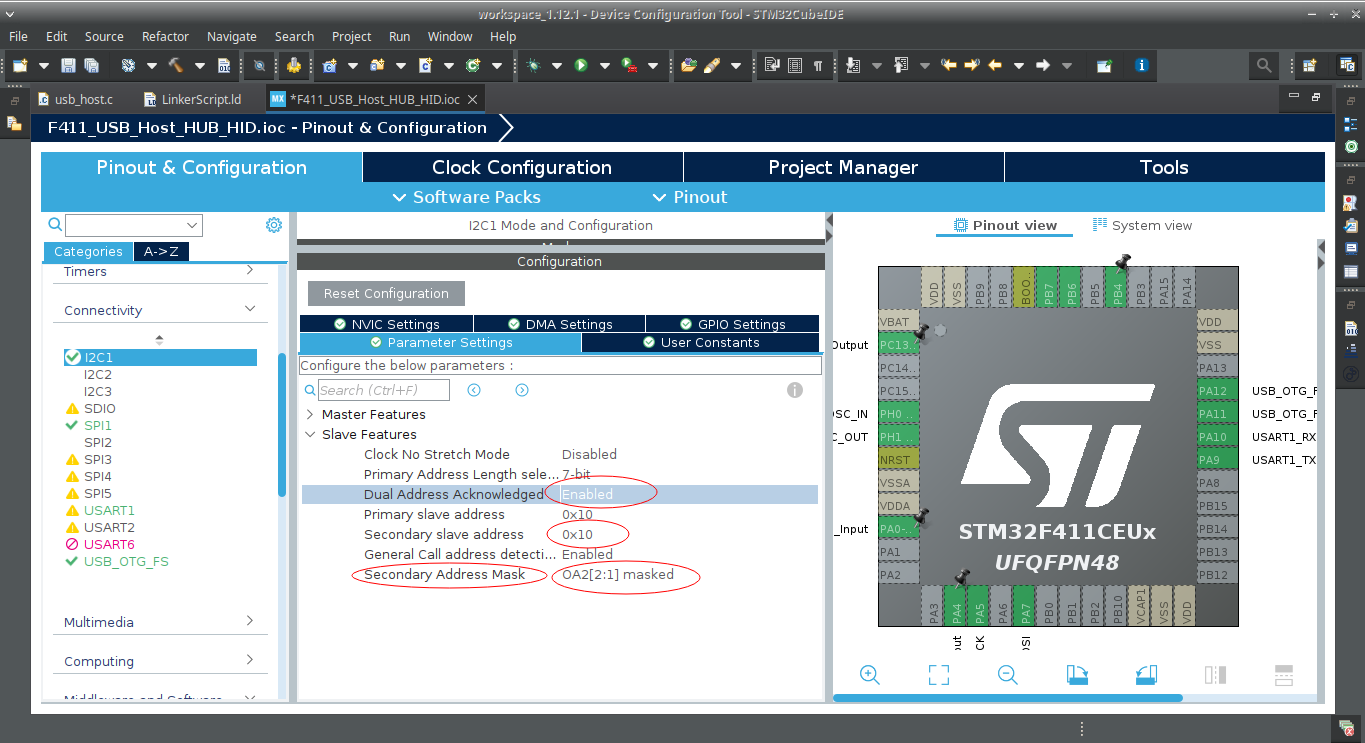 workspace_1.12.1 - Device Configuration Tool - STM32CubeIDE
File Edit Source Refactor Navigate Search Project Run Window Help
usb_host.c LinkerScript.ld *F411_USB_Host_HUB_HID.ioc
F411_USB_Host_HUB_HID.ioc - Pinout & Configuration
Pinout & Configuration Clock Configuration Project Manager Tools
Software Packs Pinout
Categories A->Z
Timers
Connectivity
I2C1
I2C2
I2C3
SDIO
SPI1
SPI2
SPI3
SPI4
SPI5
USART1
USART2
USART6
USB_OTG_FS
Multimedia
Computing
I2C1 Mode and Configuration
Configuration
Reset Configuration
NVIC Settings DMA Settings GPIO Settings
Parameter Settings User Constants
Configure the below parameters :
Search (Ctrl+F)
Master Features
Slave Features
Clock No Stretch Mode Disabled
Primary Address Length sele... 7-bit
Dual Address Acknowledged Enabled
Primary slave address 0x10
Secondary slave address 0x10
General Call address detecti... Enabled
Secondary Address Mask OA2[2:1] masked
Pinout view System view
VDD VSS PB9 PB8 BOO.. PB7 PB6 PB5 PB4 PB3 PA15 PA14
VBAT VDD
Output PC13.. VSS
PC14.. PA13
PC15.. PA12 USB_OTG_F
OSC_IN PH0 .. PA11 USB_OTG_F
C_OUT PH1 .. PA10 USART1_RX
NRST PA9 USART1_TX
VSSA PA8
VDDA PB15
_Input PA0-.. PB14
PA1 PB13
PA2 PB12
ST
STM32F411CEUx
UFQFPN48
PA3 PA4 PA5 PA6 PA7 PB0 PB1 PB2 PB10 VCAP1 VSS VDD
out CK OSI